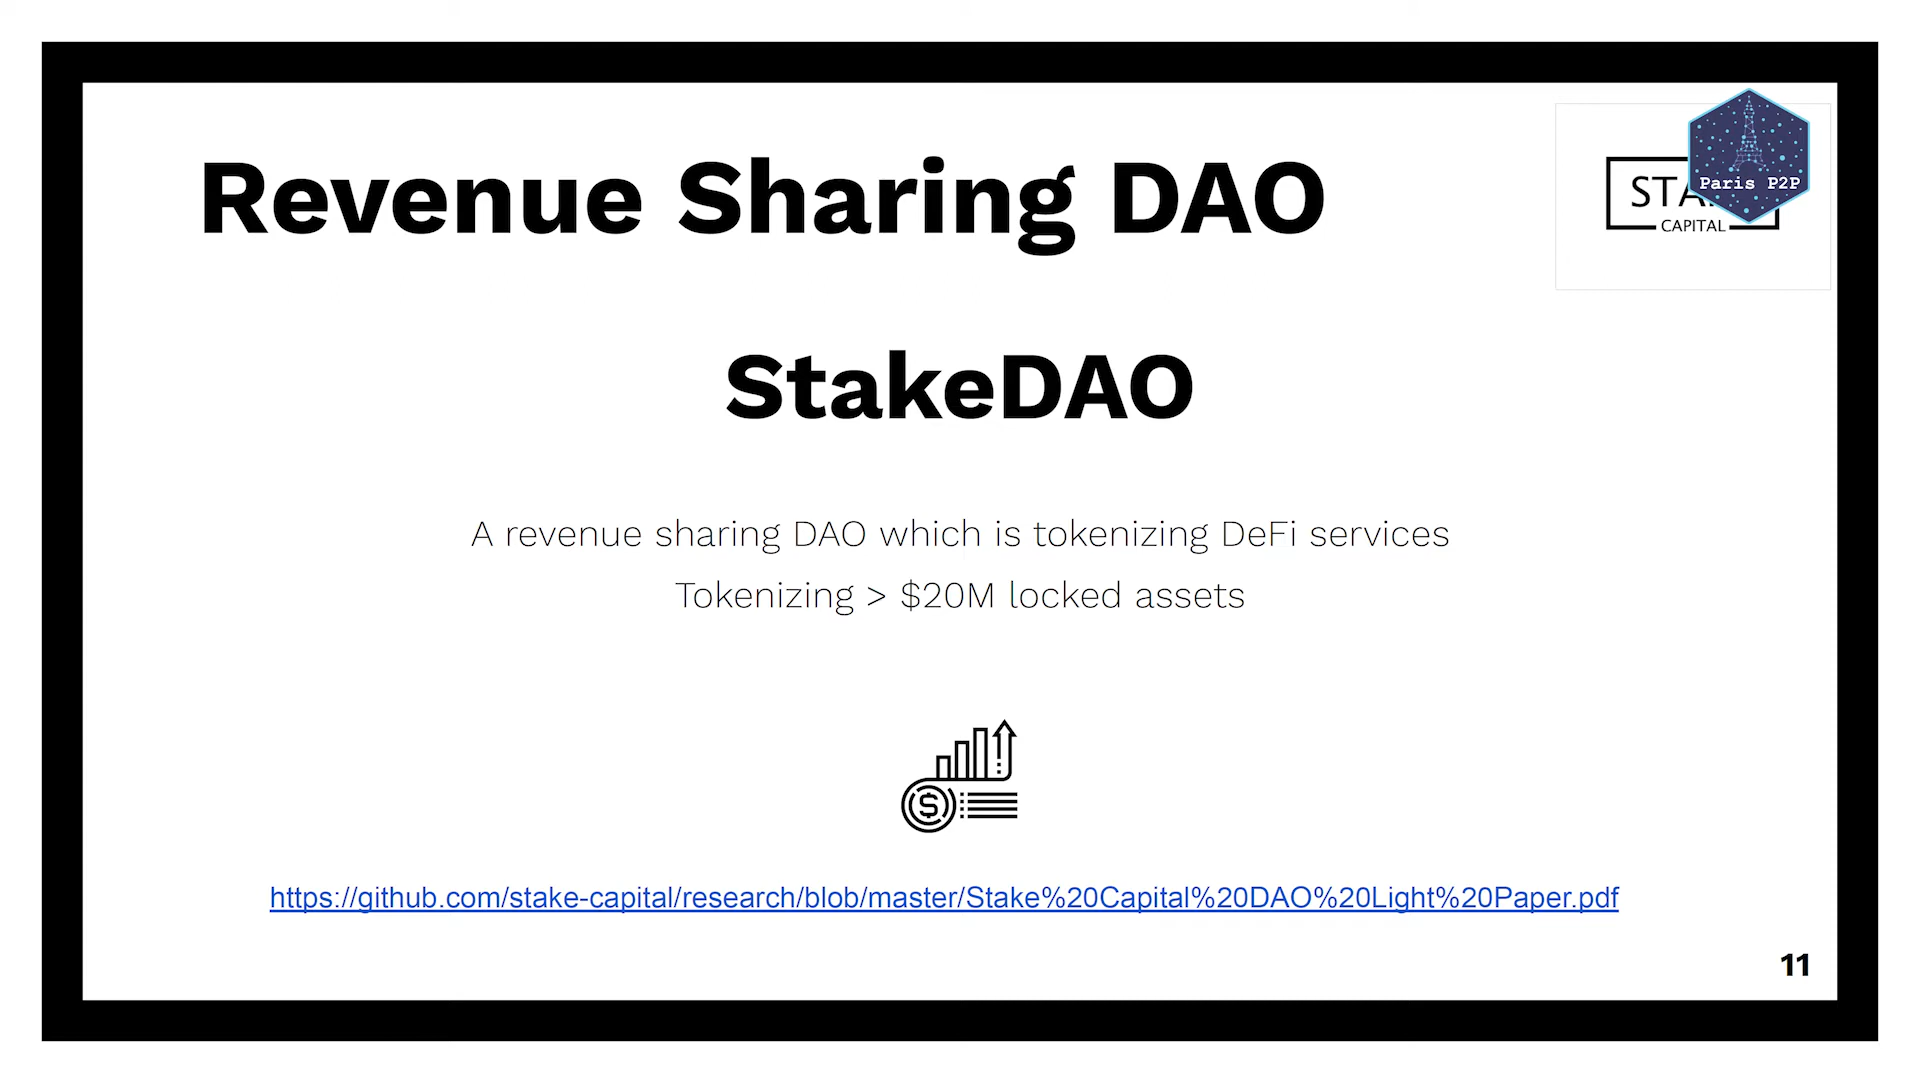 Revenue Sharing DAO
Paris P2P
CAPITAL
StakeDAO
A revenue sharing DAO which is tokenizing DeFi services
Tokenizing > $20M locked assets
https://github.com/stake-capital/research/blob/master/Stake%20Capital%20DAO%20Light%20Paper.pdf
11